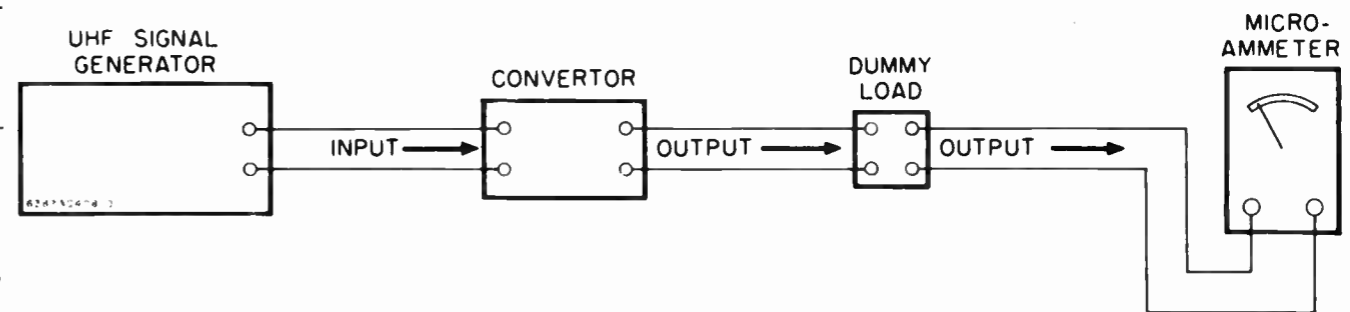 UHF SIGNAL
GENERATOR
CONVERTOR
DUMMY
LOAD
MICRO-
AMMETER
INPUT
OUTPUT
OUTPUT